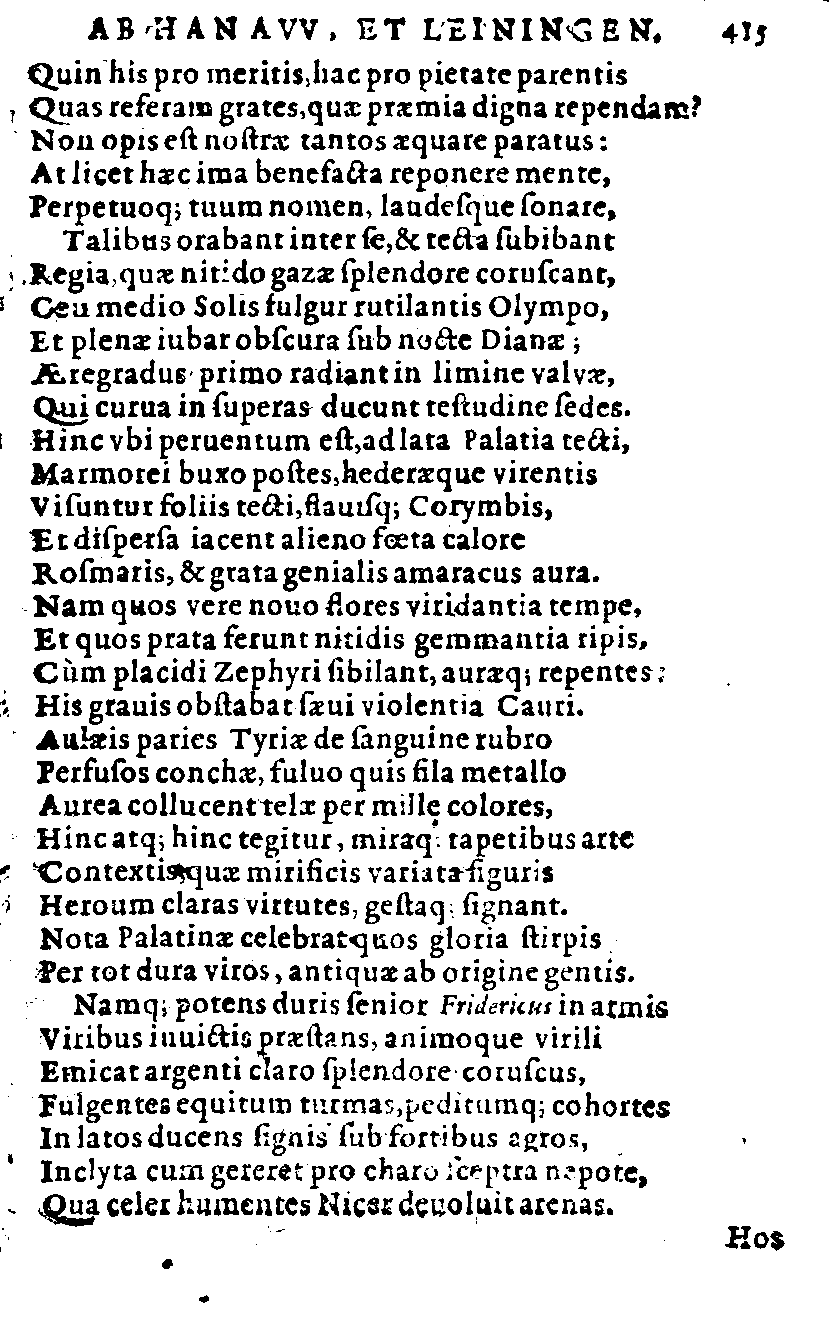 AB HANAVV, ET LEININGEN. 415
Quin his pro meritis, hac pro pietate parentis
Quas referam grates, quæ præmia digna rependam?
Non opis eſt noſtræ tantos æquare paratus:
At licet hæc ima benefacta reponere mente,
Perpetuoq; tuum nomen, laudeſque ſonare,
Talibus orabant inter ſe, & tecta ſubibant
Regia, quæ nitido gazæ ſplendore coruſcant,
Ceu medio Solis fulgur rutilantis Olympo,
Et plenæ iubar obſcura ſub nocte Dianæ;
Æregradus primo radiant in limine valvæ,
Qui curua in ſuperas ducunt teſtudine ſedes.
Hinc vbi peruentum eſt, ad lata Palatia tecti,
Marmorei buxo poſtes, hederæque virentis
Viſuntur foliis tecti, flauiſq; Corymbis,
Et diſperſa iacent alieno fœta calore
Roſmaris, & grata genialis amaracus aura.
Nam quos vere nouo flores viridantia tempe,
Et quos prata ferunt nitidis gemmantia ripis,
Cùm placidi Zephyri ſibilant, auræq; repentes:
His grauis obſtabat ſæui violentia Cauri.
Aulæis paries Tyriæ de ſanguine rubro
Perfuſos conchæ, fuluo quis fila metallo
Aurea collucent telæ per mille colores,
Hinc atq; hinc tegitur, miraq; tapetibus arte
Contextis, quæ mirificis variata figuris
Heroum claras virtutes, geſtaq; ſignant.
Nota Palatinæ celebrat quos gloria ſtirpis
Per tot dura viros, antiquæ ab origine gentis.
Namq; potens duris ſenior Fridericus in armis
Viribus inuictis præſtans, animoque virili
Emicat argenti claro ſplendore coruſcus,
Fulgentes equitum turmas, peditumq; cohortes
In latos ducens ſignis ſub fortibus agros,
Inclyta cum gereret pro charo ſceptra nepote,
Qua celer humentes Nicer deuoluit arenas.
Hos